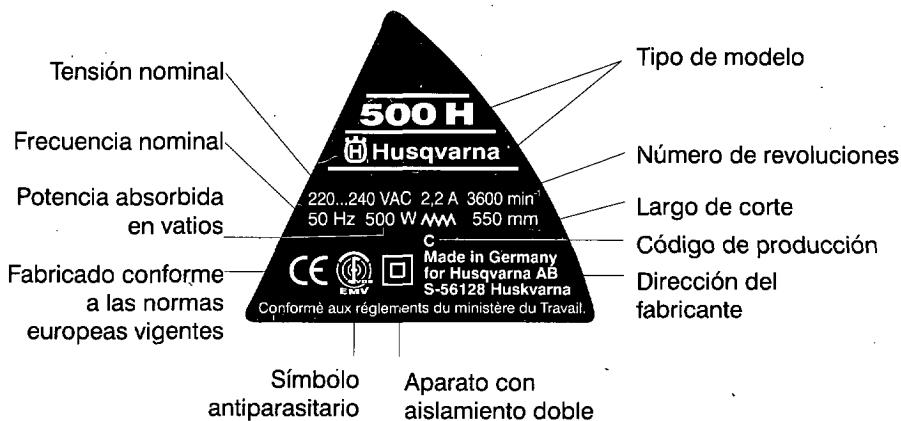 Tensión nominal
Frecuencia nominal
Potencia absorbida
en vatios
Fabricado conforme
a las normas
europeas vigentes
500 H
H Husqvarna
220...240 VAC 2,2 A 3600 min⁻¹
50 Hz 500 W 550 mm
C
CE EMV
Made in Germany
for Husqvarna AB
S-56128 Huskvarna
Conformè aux réglements du ministère du Travail.
Tipo de modelo
Número de revoluciones
Largo de corte
Código de producción
Dirección del
fabricante
Símbolo
antiparasitario
Aparato con
aislamiento doble